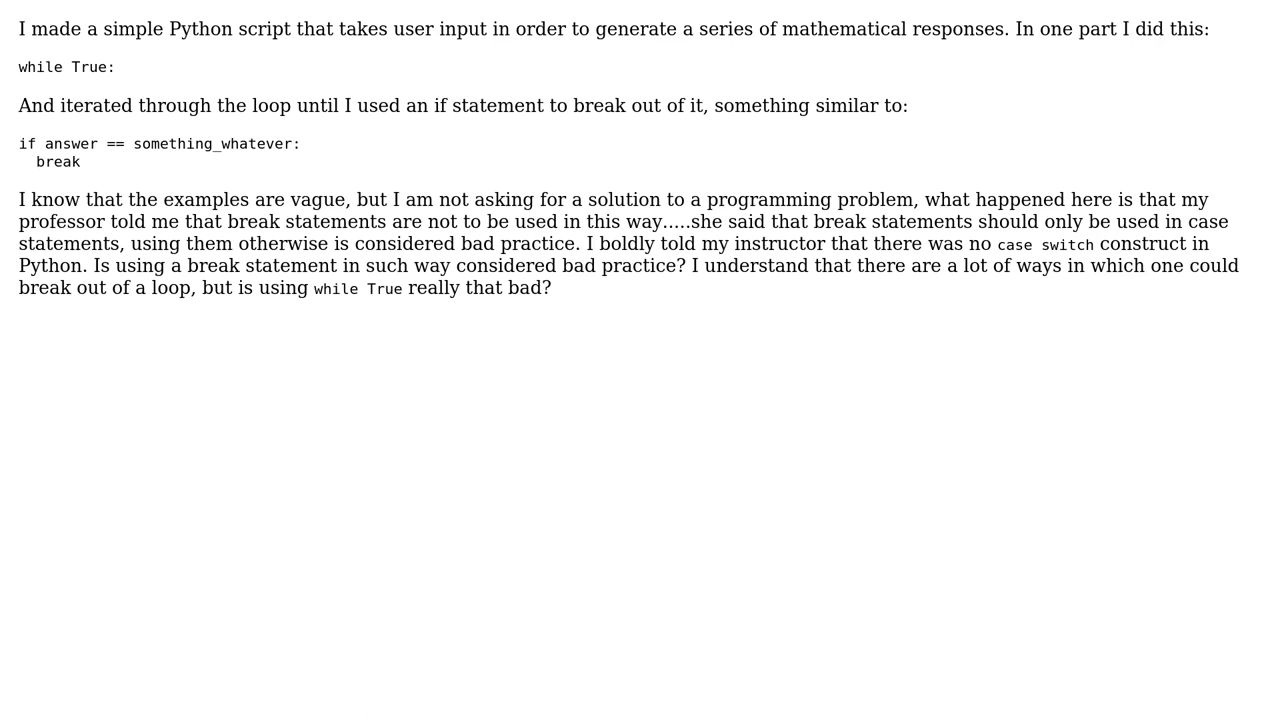 I made a simple Python script that takes user input in order to generate a series of mathematical responses. In one part I did this:
while True:
And iterated through the loop until I used an if statement to break out of it, something similar to:
if answer == something_whatever:
  break
I know that the examples are vague, but I am not asking for a solution to a programming problem, what happened here is that my
professor told me that break statements are not to be used in this way.....she said that break statements should only be used in case
statements, using them otherwise is considered bad practice. I boldly told my instructor that there was no case switch construct in
Python. Is using a break statement in such way considered bad practice? I understand that there are a lot of ways in which one could
break out of a loop, but is using while True really that bad?